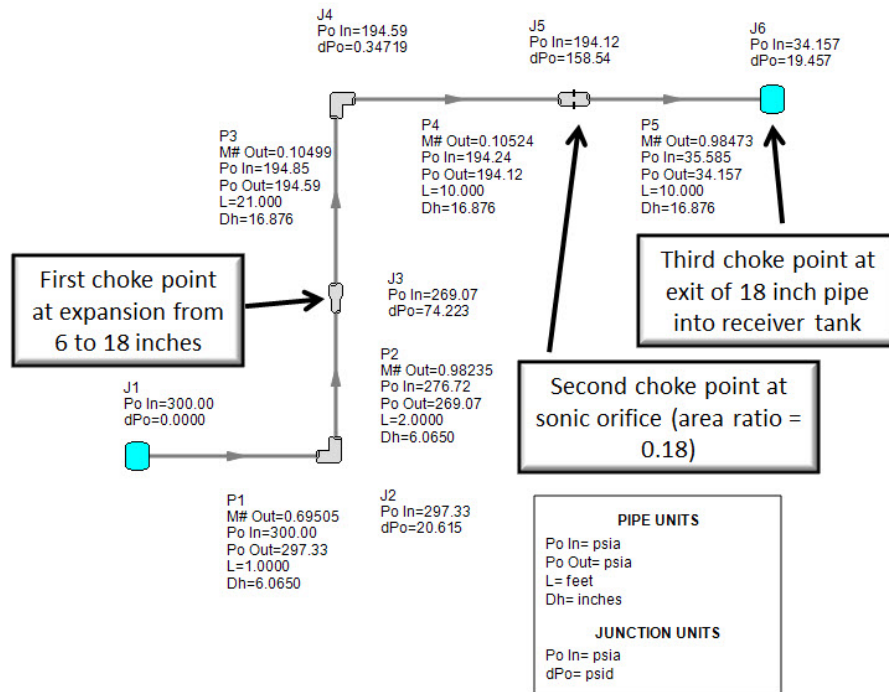 J4
Po In=194.59
dPo=0.34719
J5
Po In=194.12
dPo=158.54
J6
Po In=34.157
dPo=19.457
P3
M# Out=0.10499
Po In=194.85
Po Out=194.59
L=21.000
Dh=16.876
P4
M# Out=0.10524
Po In=194.24
Po Out=194.12
L=10.000
Dh=16.876
P5
M# Out=0.98473
Po In=35.585
Po Out=34.157
L=10.000
Dh=16.876
First choke point
at expansion from
6 to 18 inches
J3
Po In=269.07
dPo=74.223
Third choke point at
exit of 18 inch pipe
into receiver tank
J1
Po In=300.00
dPo=0.0000
P2
M# Out=0.98235
Po In=276.72
Po Out=269.07
L=2.0000
Dh=6.0650
Second choke point at
sonic orifice (area ratio =
0.18)
P1
M# Out=0.69505
Po In=300.00
Po Out=297.33
L=1.0000
Dh=6.0650
J2
Po In=297.33
dPo=20.615
PIPE UNITS
Po In= psia
Po Out= psia
L= feet
Dh= inches
JUNCTION UNITS
Po In= psia
dPo= psid